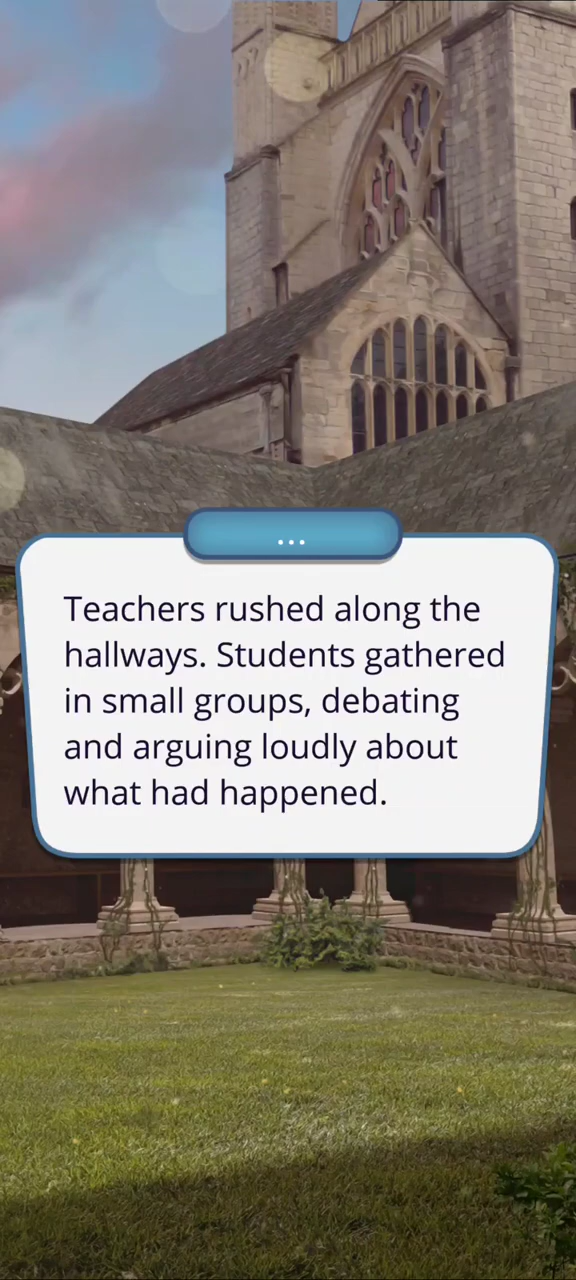 ...
Teachers rushed along the
hallways. Students gathered
in small groups, debating
and arguing loudly about
what had happened.